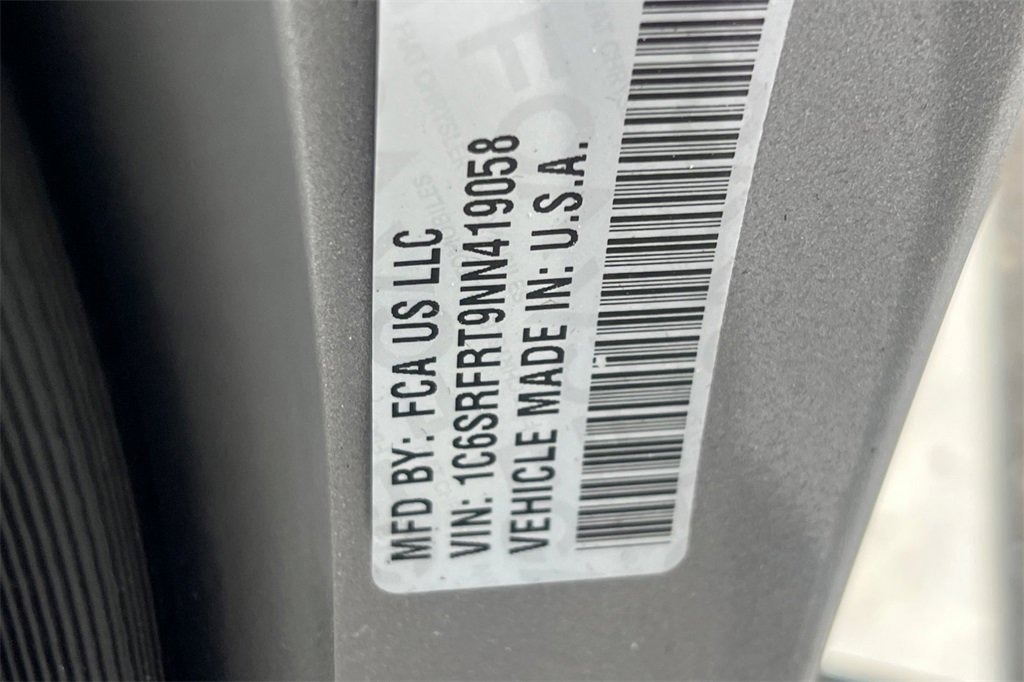 MFD BY: FCA US LLC
VIN: 1C6SRFRT9NN419058
VEHICLE MADE IN: U.S.A.